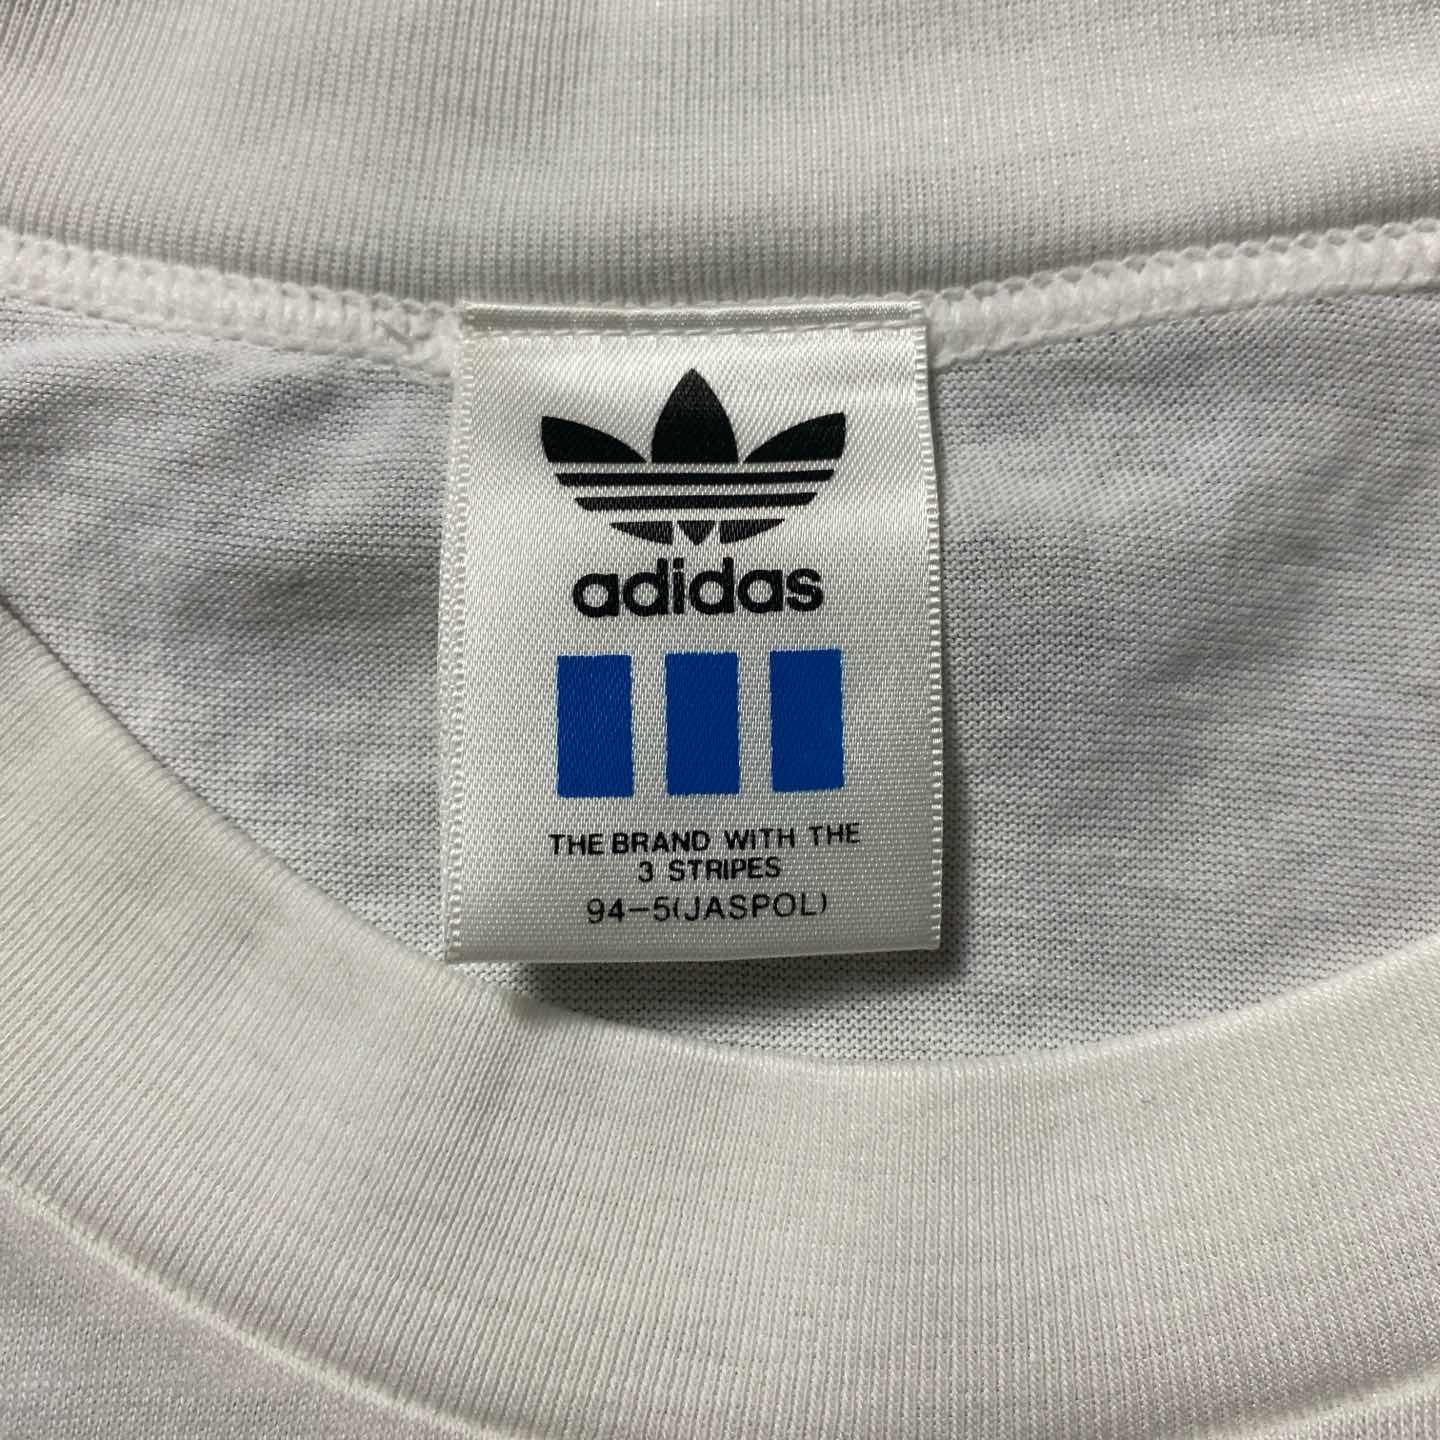 adidas
THE BRAND WITH THE
3 STRIPES
94-5(JASPOL)